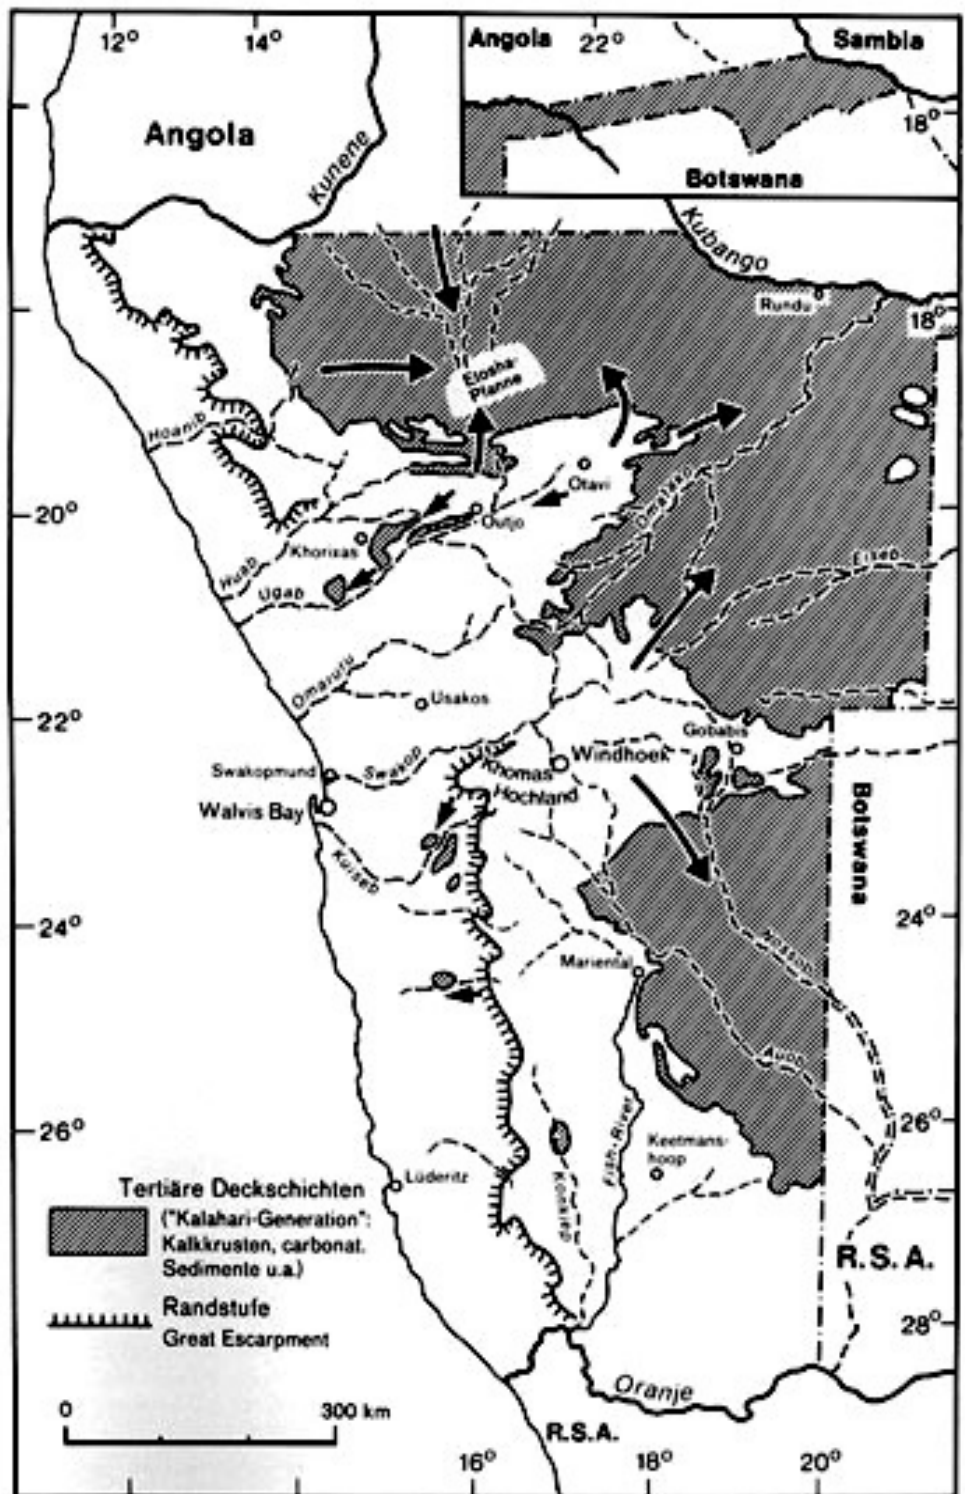 12°
14°
Angola
22°
Sambia
18°
Botswana
Angola
Kunene
Kubango
Rundu
18°
Etosha-
Pfanne
Hoanib
Otavi
Omatako
20°
Outjo
Khorixas
Huab
Ugab
Eiseb
Omaruru
Usakos
22°
Gobabis
Swakopmund
Swakop
Khomas
Hochland
Windhoek
Walvis Bay
Botswana
Kuiseb
24°
24°
Mariental
Nossob
Auob
26°
26°
Fish-River
Keetmans-
hoop
Lüderitz
Konkiep
Tertiäre Deckschichten
("Kalahari-Generation":
Kalkkrusten, carbonat.
Sedimente u.a.)
R.S.A.
Randstufe
Great Escarpment
28°
Oranje
0
300 km
R.S.A.
16°
18°
20°